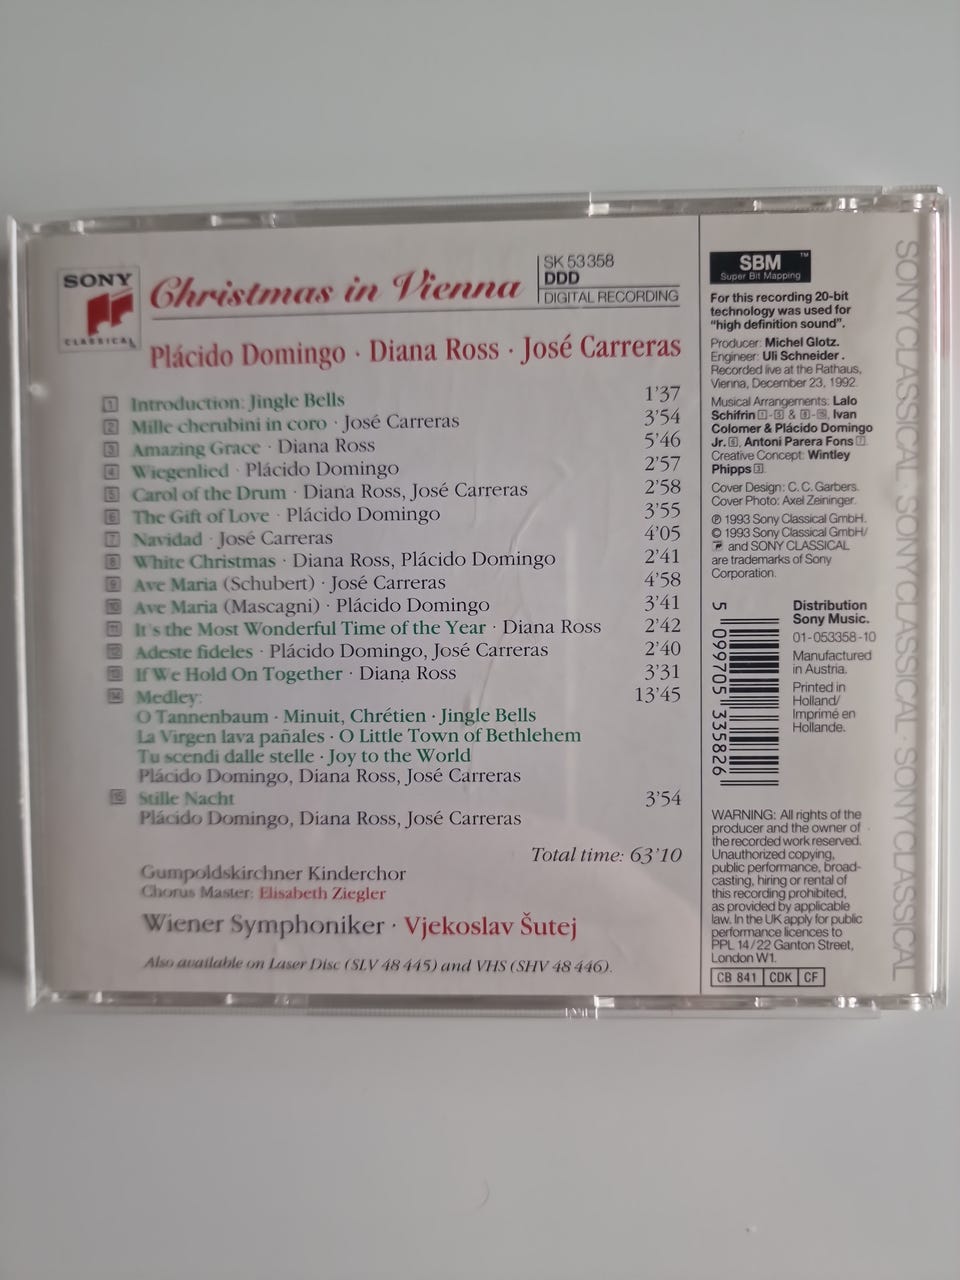 SONY
CLASSICAL
Christmas in Vienna
SK 53358
DDD
DIGITAL RECORDING
Plácido Domingo · Diana Ross · José Carreras
1 Introduction: Jingle Bells 1'37
2 Mille cherubini in coro · José Carreras 3'54
3 Amazing Grace · Diana Ross 5'46
4 Wiegenlied · Plácido Domingo 2'57
5 Carol of the Drum · Diana Ross, José Carreras 2'58
6 The Gift of Love · Plácido Domingo 3'55
7 Navidad · José Carreras 4'05
8 White Christmas · Diana Ross, Plácido Domingo 2'41
9 Ave Maria (Schubert) · José Carreras 4'58
10 Ave Maria (Mascagni) · Plácido Domingo 3'41
11 It's the Most Wonderful Time of the Year · Diana Ross 2'42
12 Adeste fideles · Plácido Domingo, José Carreras 2'40
13 If We Hold On Together · Diana Ross 3'31
14 Medley: 13'45
O Tannenbaum · Minuit, Chrétien · Jingle Bells
La Virgen lava pañales · O Little Town of Bethlehem
Tu scendi dalle stelle · Joy to the World
Plácido Domingo, Diana Ross, José Carreras
15 Stille Nacht 3'54
Plácido Domingo, Diana Ross, José Carreras
Total time: 63'10
Gumpoldskirchner Kinderchor
Chorus Master: Elisabeth Ziegler
Wiener Symphoniker · Vjekoslav Šutej
Also available on Laser Disc (SLV 48 445) and VHS (SHV 48 446).
SBM™
Super Bit Mapping
For this recording 20-bit
technology was used for
"high definition sound".
Producer: Michel Glotz.
Engineer: Uli Schneider.
Recorded live at the Rathaus,
Vienna, December 23, 1992.
Musical Arrangements: Lalo
Schifrin 1-5 & 8-15, Ivan
Colomer & Plácido Domingo
Jr. 6, Antoni Parera Fons 7.
Creative Concept: Wintley
Phipps 3.
Cover Design: C. C. Garbers.
Cover Photo: Axel Zeininger.
℗ 1993 Sony Classical GmbH.
© 1993 Sony Classical GmbH/
and SONY CLASSICAL
are trademarks of Sony
Corporation.
5 099705 335826
Distribution
Sony Music.
01-053358-10
Manufactured
in Austria.
Printed in
Holland/
Imprimé en
Hollande.
WARNING: All rights of the
producer and the owner of
the recorded work reserved.
Unauthorized copying,
public performance, broad-
casting, hiring or rental of
this recording prohibited,
as provided by applicable
law. In the UK apply for public
performance licences to
PPL 14/22 Ganton Street,
London W1.
CB 841 CDK CF
SONY CLASSICAL · SONY CLASSICAL · SONY CLASSICAL